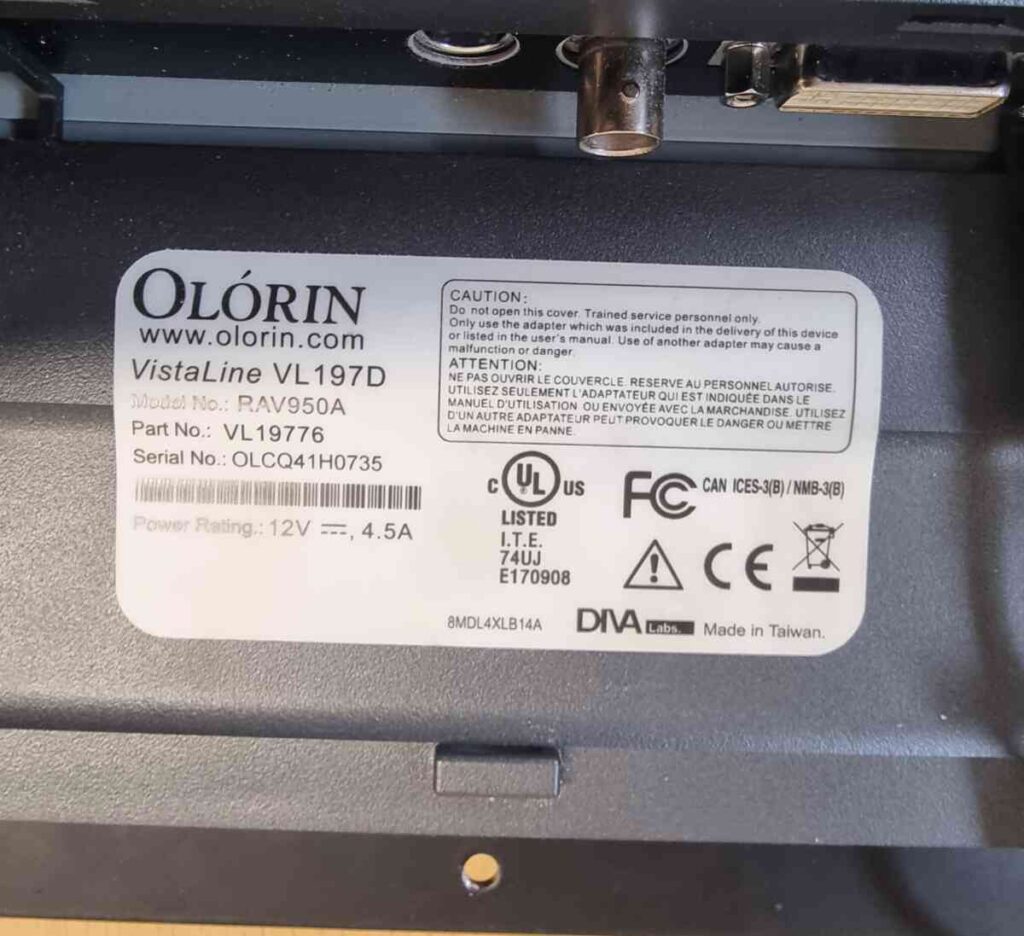 OLÓRIN
www.olorin.com
VistaLine VL197D
Model No.: RAV950A
Part No.: VL19776
Serial No.: OLCQ41H0735
Power Rating.: 12V ⎓, 4.5A
CAUTION:
Do not open this cover. Trained service personnel only.
Only use the adapter which was included in the delivery of this device
or listed in the user's manual. Use of another adapter may cause a
malfunction or danger.
ATTENTION:
NE PAS OUVRIR LE COUVERCLE. RESERVE AU PERSONNEL AUTORISE.
UTILISEZ SEULEMENT L'ADAPTATEUR QUI EST INDIQUÉE DANS LE
MANUEL D'UTILISATION OU ENVOYÉE AVEC LA MARCHANDISE. UTILISEZ
D'UN AUTRE ADAPTATEUR PEUT PROVOQUER LE DANGER OU METTRE
LA MACHINE EN PANNE.
C UL US
LISTED
I.T.E.
74UJ
E170908
FC CAN ICES-3(B) / NMB-3(B)
CE
8MDL4XLB14A
DIVA Labs. Made in Taiwan.